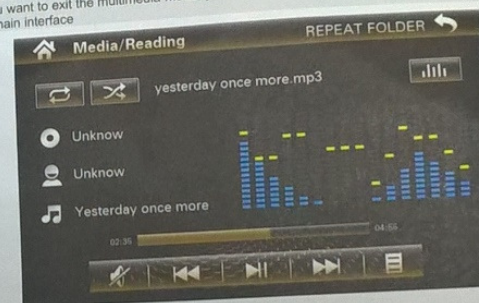 u want to exit the
main interface
Media/Reading
REPEAT FOLDER
yesterday once more.mp3
Unknow
Unknow
Yesterday once more
02:35
04:55